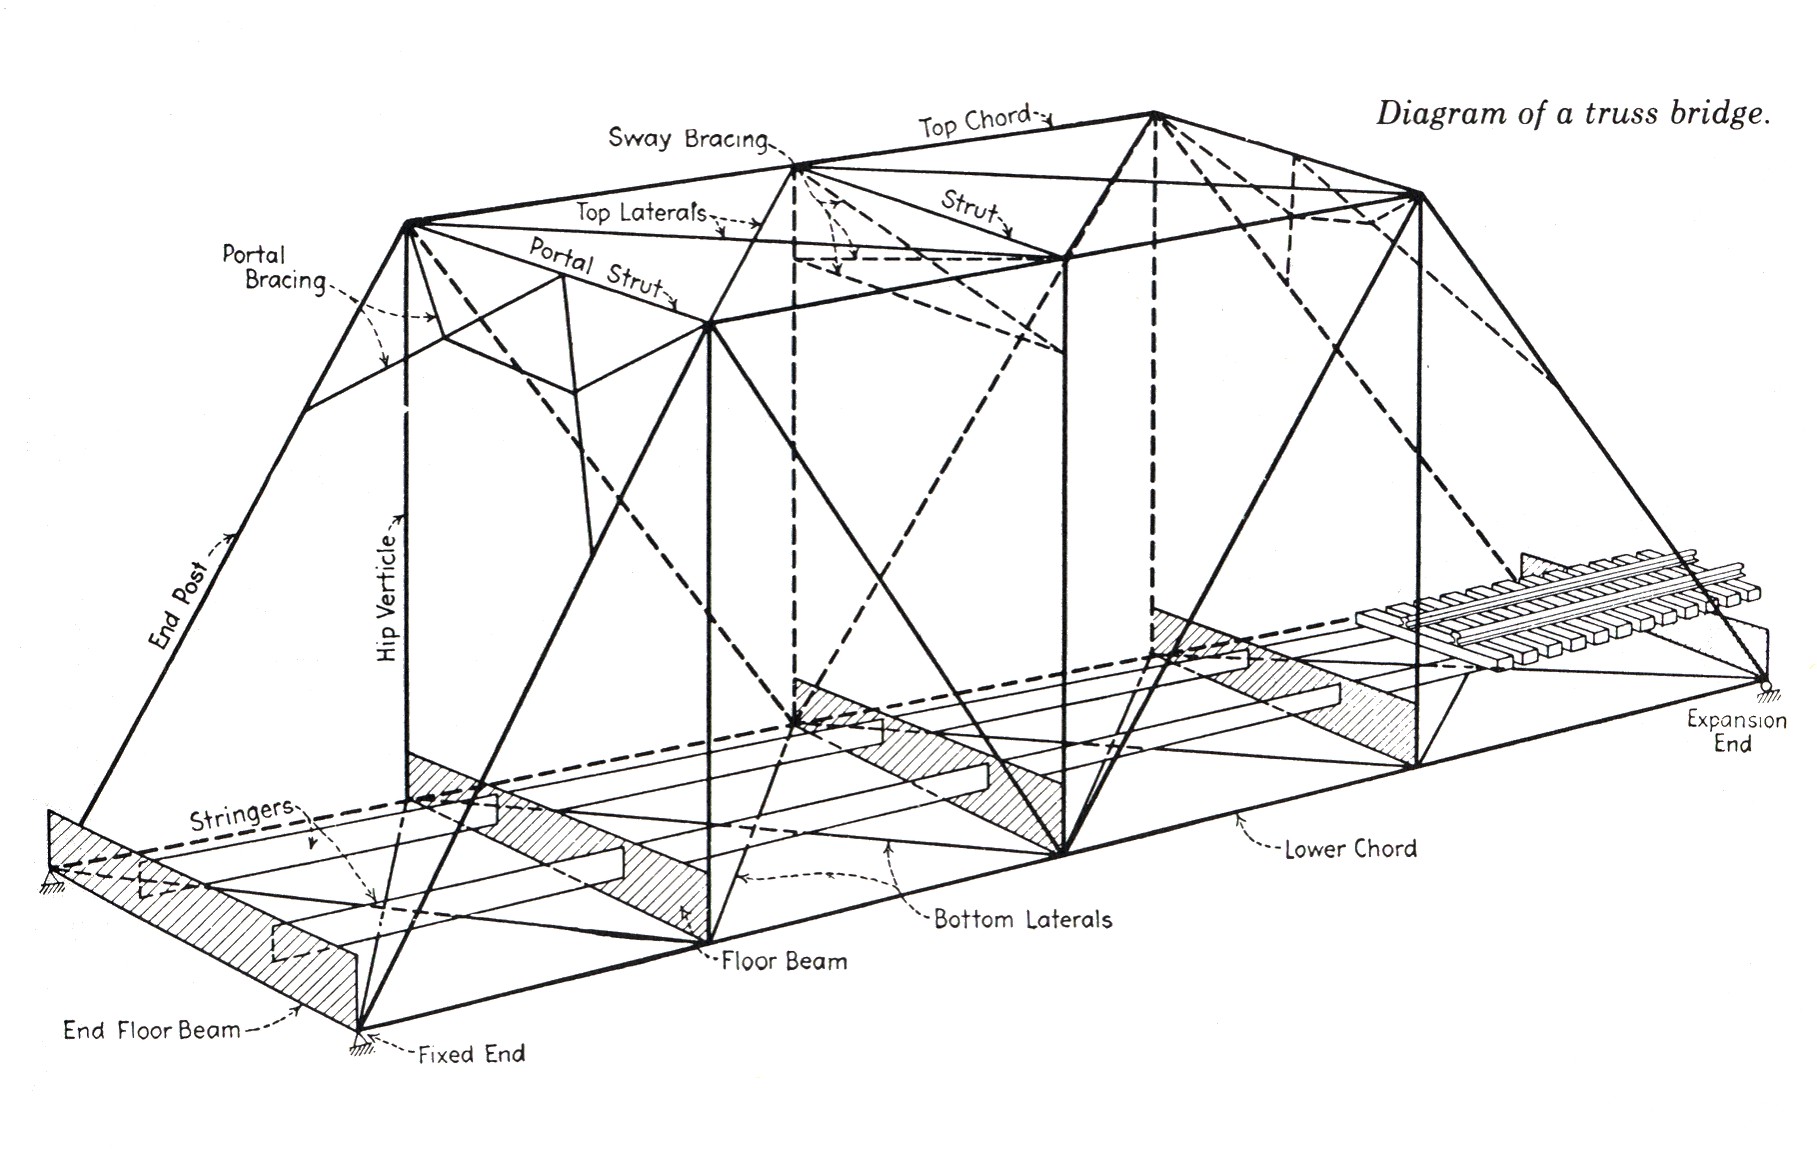 Diagram of a truss bridge.
Top Chord
Sway Bracing
Top Laterals
Strut
Portal Strut
Portal
Bracing
End Post
Hip Verticle
Stringers
Expansion
End
Lower Chord
Bottom Laterals
Floor Beam
End Floor Beam
Fixed End